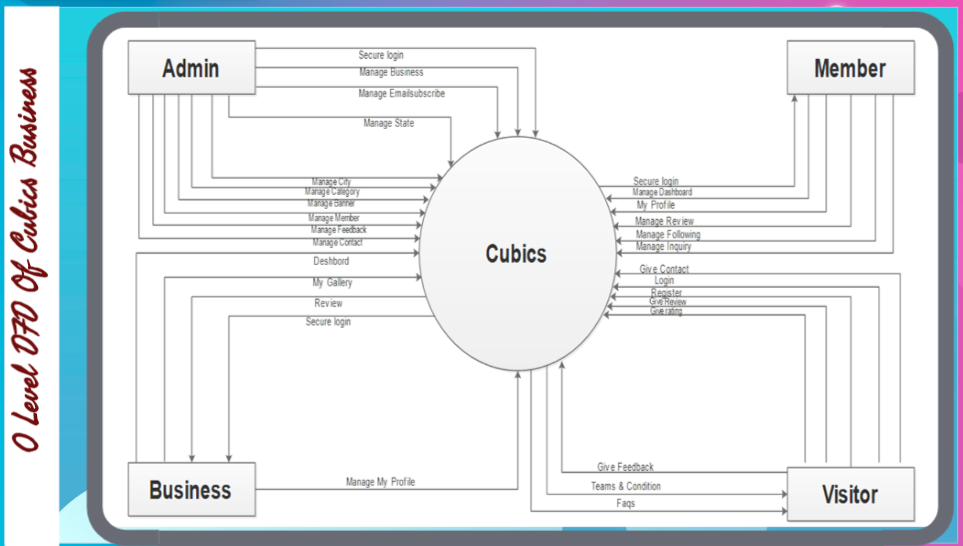 O Level DFD Of Cubics Business
Admin
Member
Secure login
Manage Business
Manage Emailsubscribe
Manage State
Manage City
Manage Category
Manage Banner
Manage Member
Manage Feedback
Manage Contact
Deshbord
My Gallery
Review
Secure login
Cubics
Secure login
Manage Dashboard
My Profile
Manage Review
Manage Following
Manage Inquiry
Give Contact
Login
Register
Give Review
Give rating
Business
Manage My Profile
Give Feedback
Teams & Condition
Faqs
Visitor